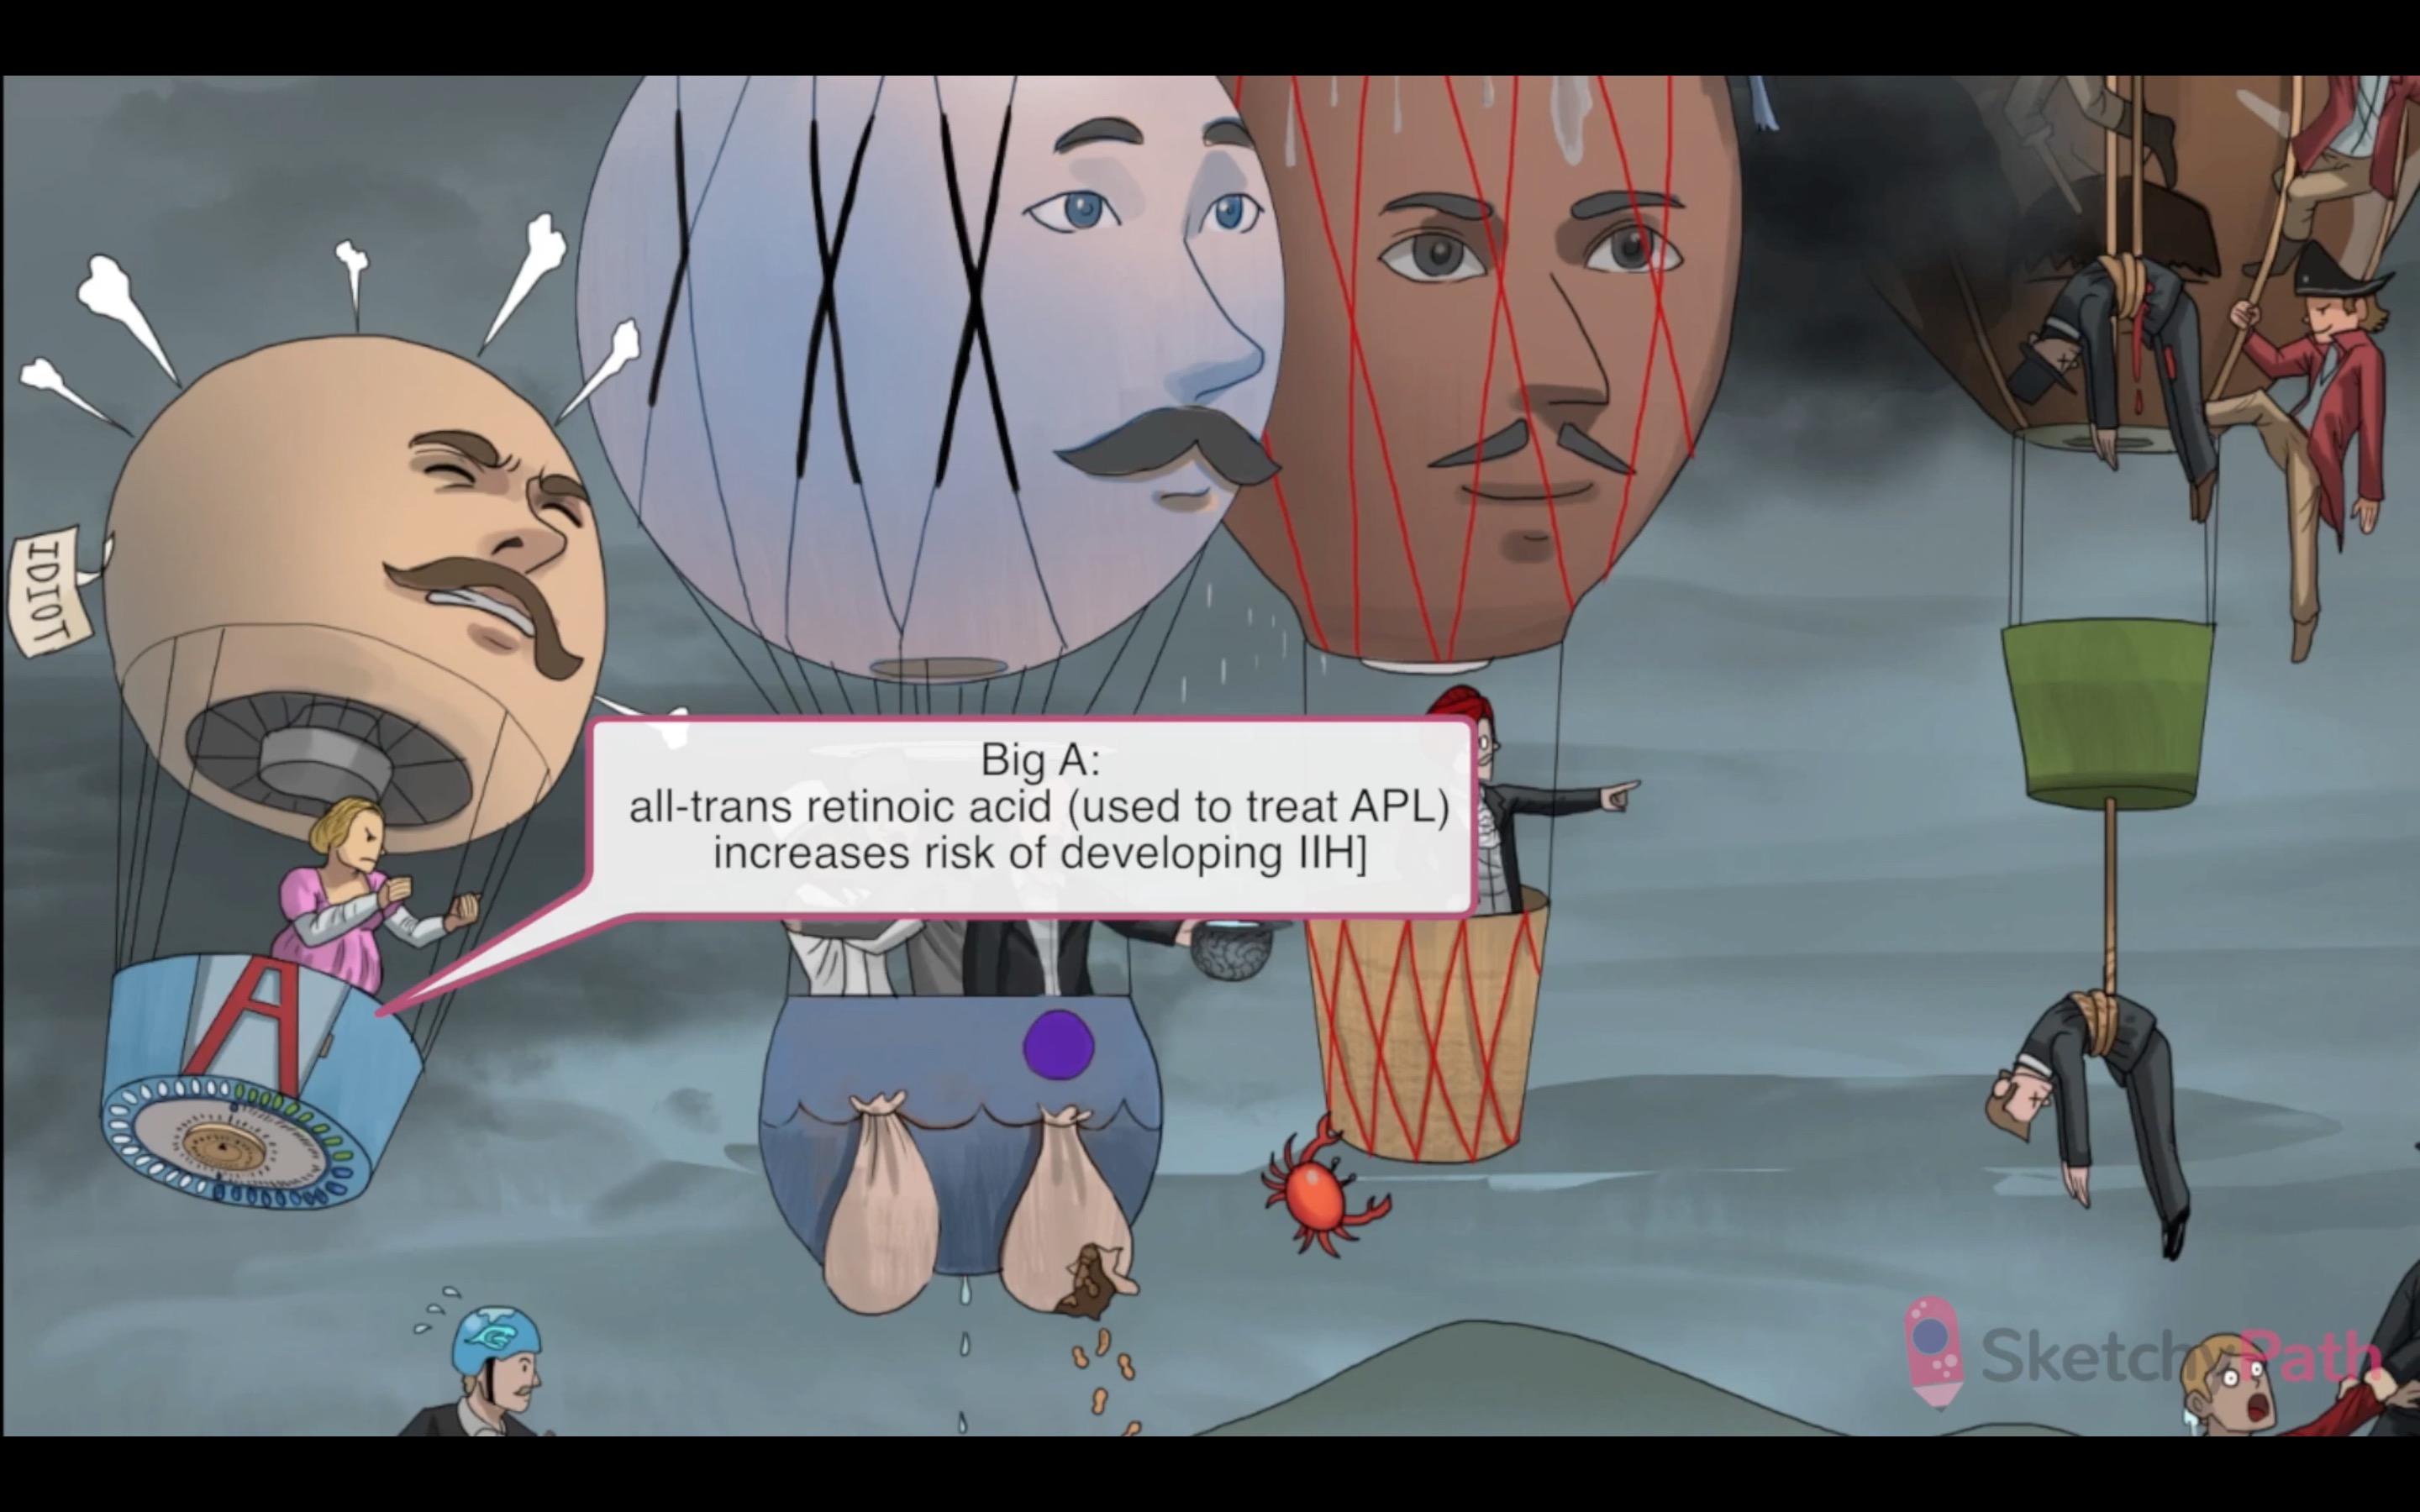 IDIOT
Big A:
all-trans retinoic acid (used to treat APL)
increases risk of developing IIH]
A
SketchyPath